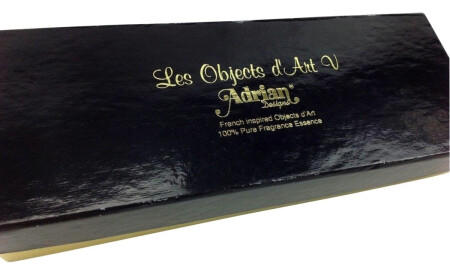 Les Objects d'Art V
Adrian®
Designs
French inspired Objects d'Art
100% Pure Fragrance Essence